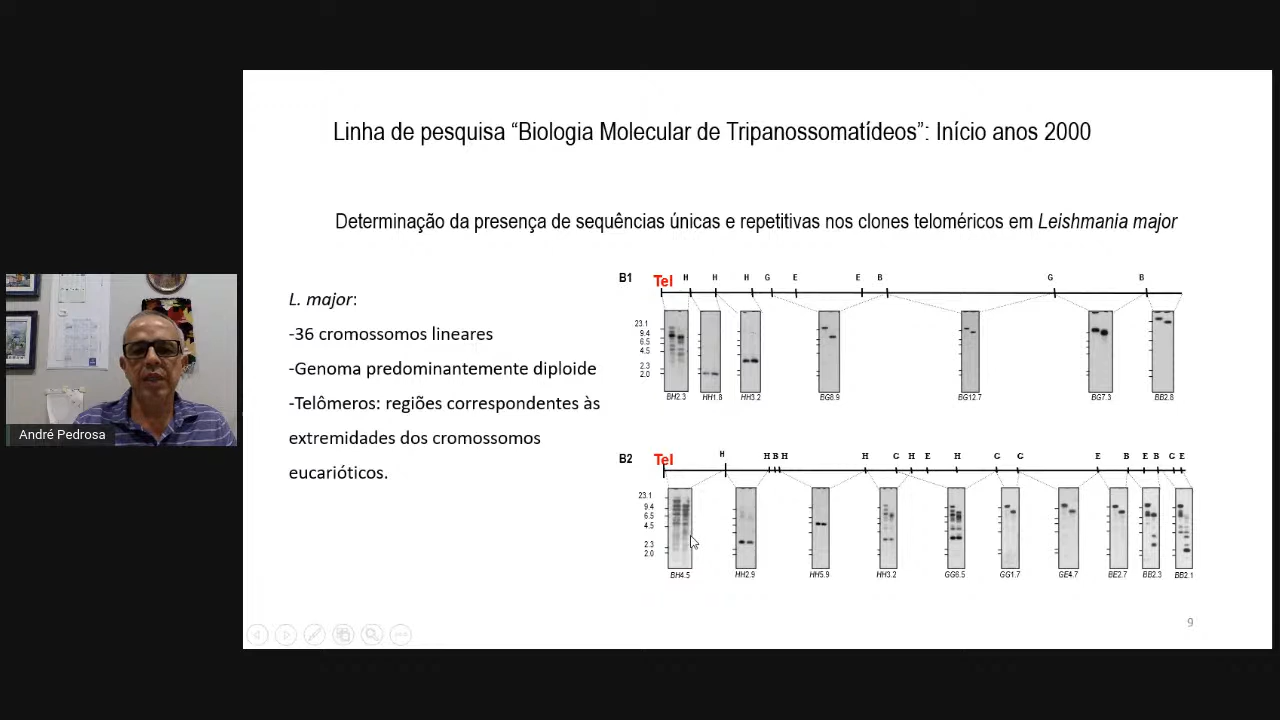 Linha de pesquisa “Biologia Molecular de Tripanossomatídeos”: Início anos 2000
Determinação da presença de sequências únicas e repetitivas nos clones teloméricos em Leishmania major
L. major:
-36 cromossomos lineares
-Genoma predominantemente diploide
-Telômeros: regiões correspondentes às
extremidades dos cromossomos
eucarióticos.
B1 Tel H H H G E E B G B
23.1
9.4
6.5
4.5
2.3
2.0
BH2.3 HH1.8 HH3.2 EG8.9 BG12.7 BG7.3 BB2.8
B2 Tel H H B H H G H E H G G E B E B G E
23.1
9.4
6.5
4.5
2.3
2.0
BH4.5 HH2.9 HH5.9 HH3.2 GG8.5 GG1.7 GE4.7 BE2.7 BB2.3 BB2.1
9
André Pedrosa